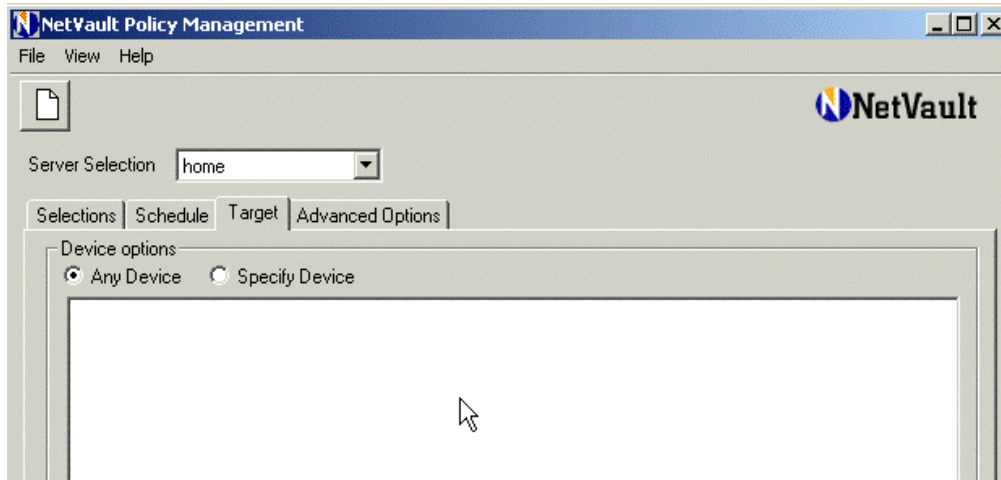 NetVault Policy Management
File View Help
NetVault
Server Selection home
Selections Schedule Target Advanced Options
Device options
Any Device Specify Device